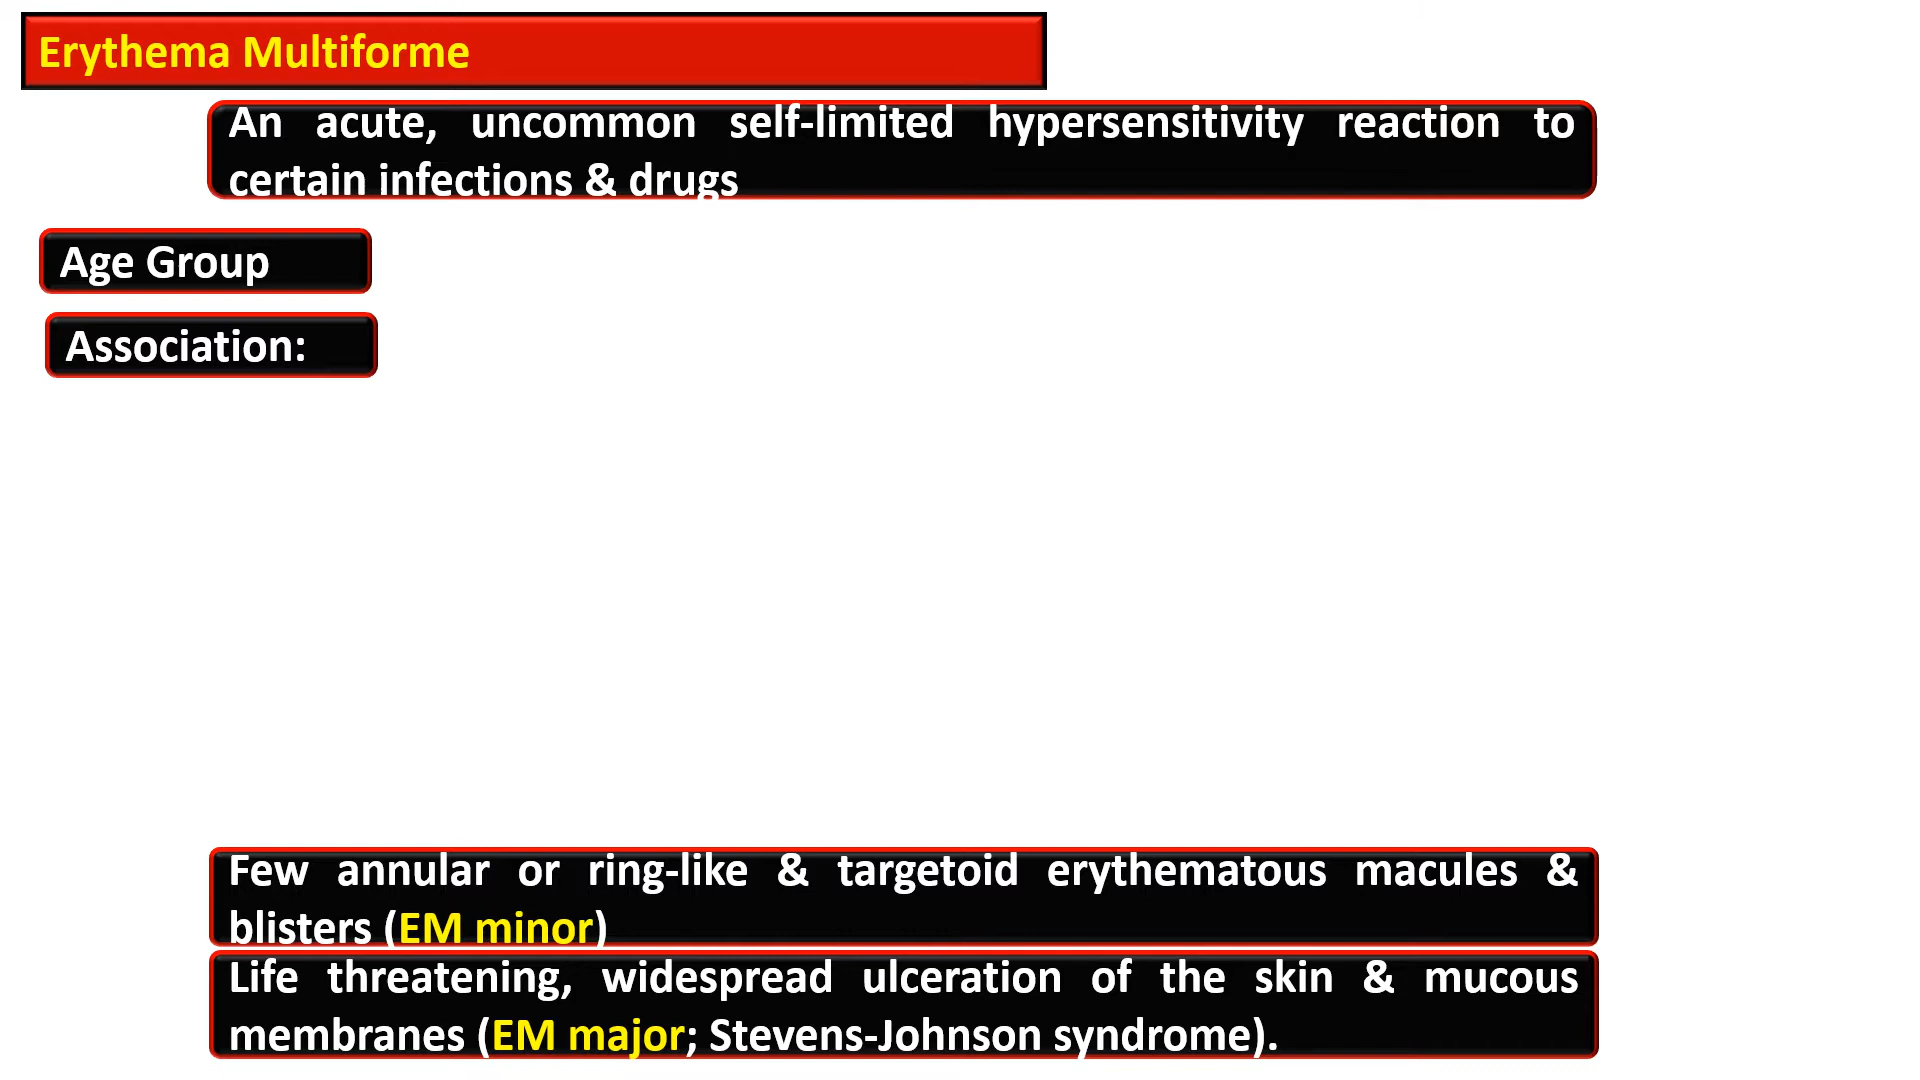 Erythema Multiforme
An acute, uncommon self-limited hypersensitivity reaction to
certain infections & drugs
Age Group
Association:
Few annular or ring-like & targetoid erythematous macules &
blisters (EM minor)
Life threatening, widespread ulceration of the skin & mucous
membranes (EM major; Stevens-Johnson syndrome).